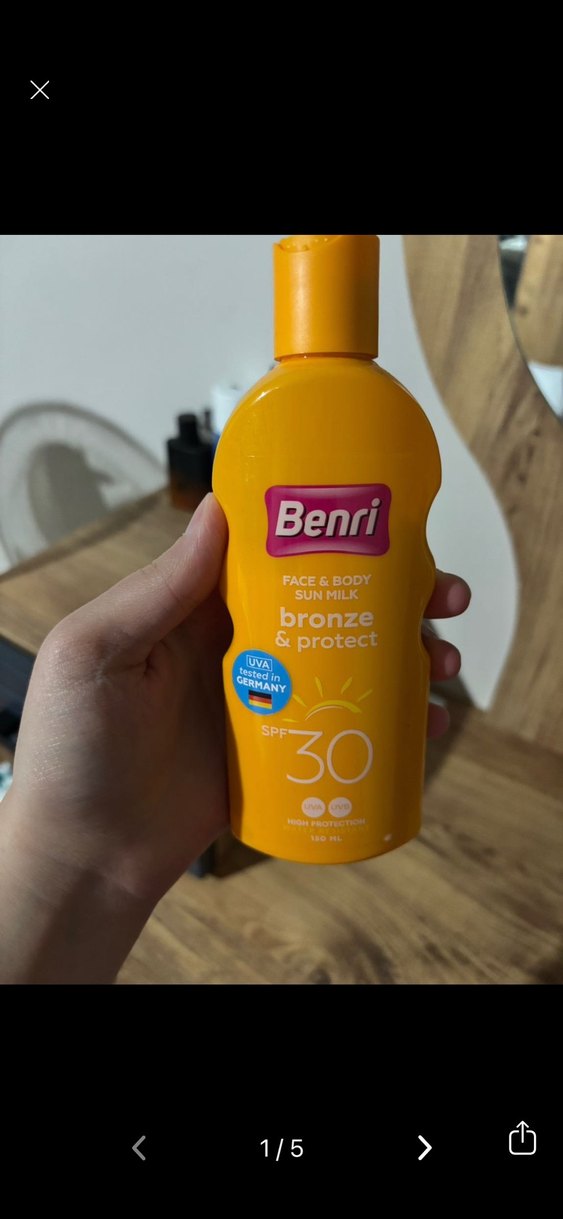 Benri
FACE & BODY
SUN MILK
bronze
& protect
UVA
tested in
GERMANY
SPF 30
UVA UVB
HIGH PROTECTION
150 ML
1/5